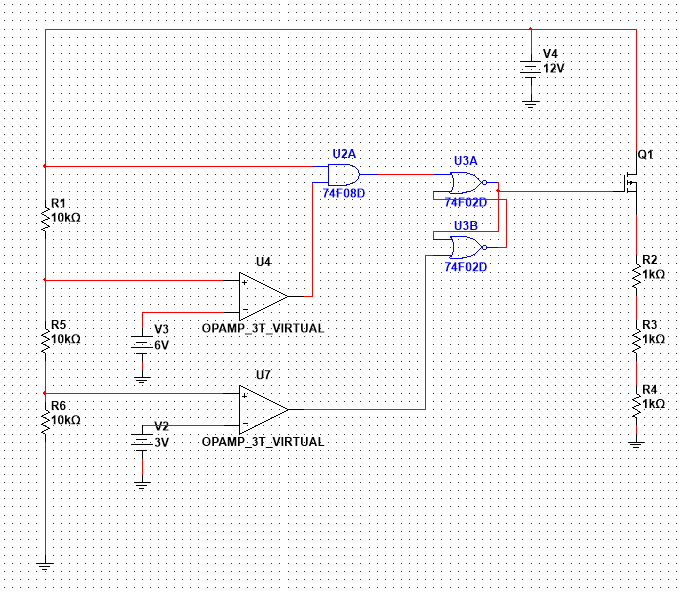 V4
12V
U2A
74F08D
U3A
74F02D
Q1
R1
10kΩ
U3B
74F02D
U4
OPAMP_3T_VIRTUAL
R2
1kΩ
V3
6V
R5
10kΩ
R3
1kΩ
U7
OPAMP_3T_VIRTUAL
R4
1kΩ
R6
10kΩ
V2
3V